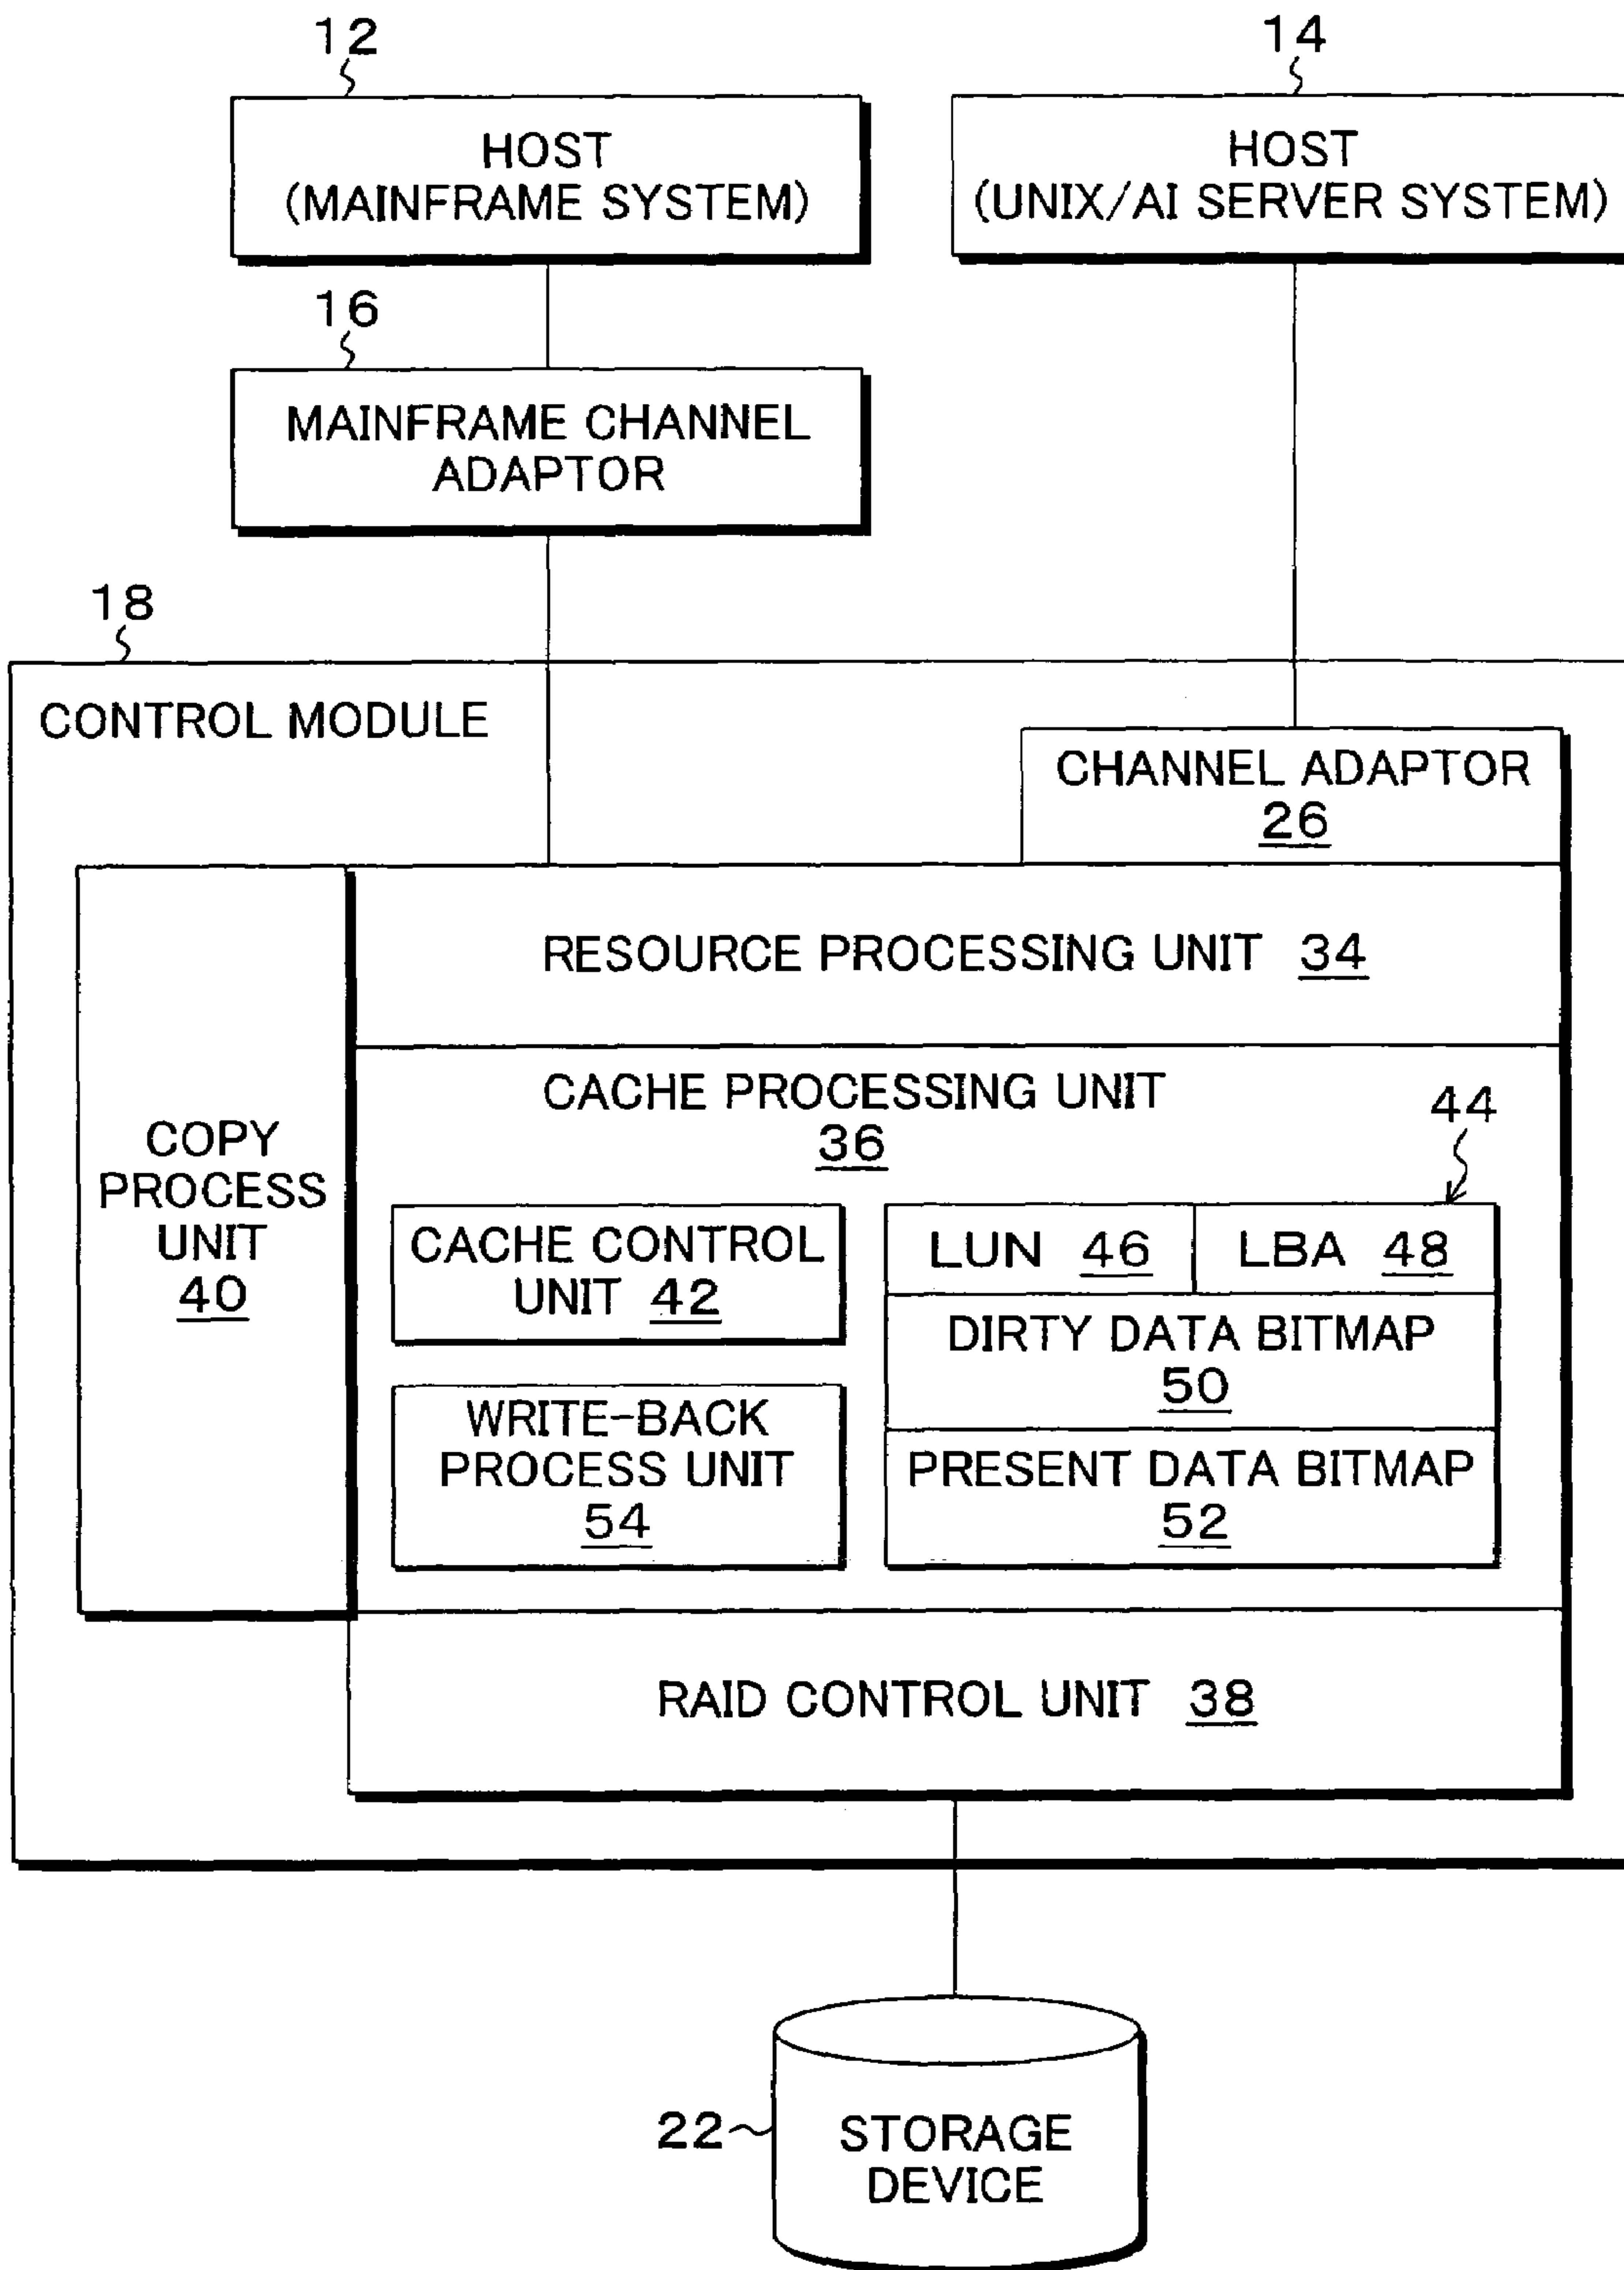 12
HOST
(MAINFRAME SYSTEM)
14
HOST
(UNIX/AI SERVER SYSTEM)
16
MAINFRAME CHANNEL
ADAPTOR
18
CONTROL MODULE
CHANNEL ADAPTOR
26
RESOURCE PROCESSING UNIT 34
COPY
PROCESS
UNIT
40
CACHE PROCESSING UNIT
36
44
CACHE CONTROL
UNIT 42
LUN 46
LBA 48
DIRTY DATA BITMAP
50
WRITE-BACK
PROCESS UNIT
54
PRESENT DATA BITMAP
52
RAID CONTROL UNIT 38
22
STORAGE
DEVICE